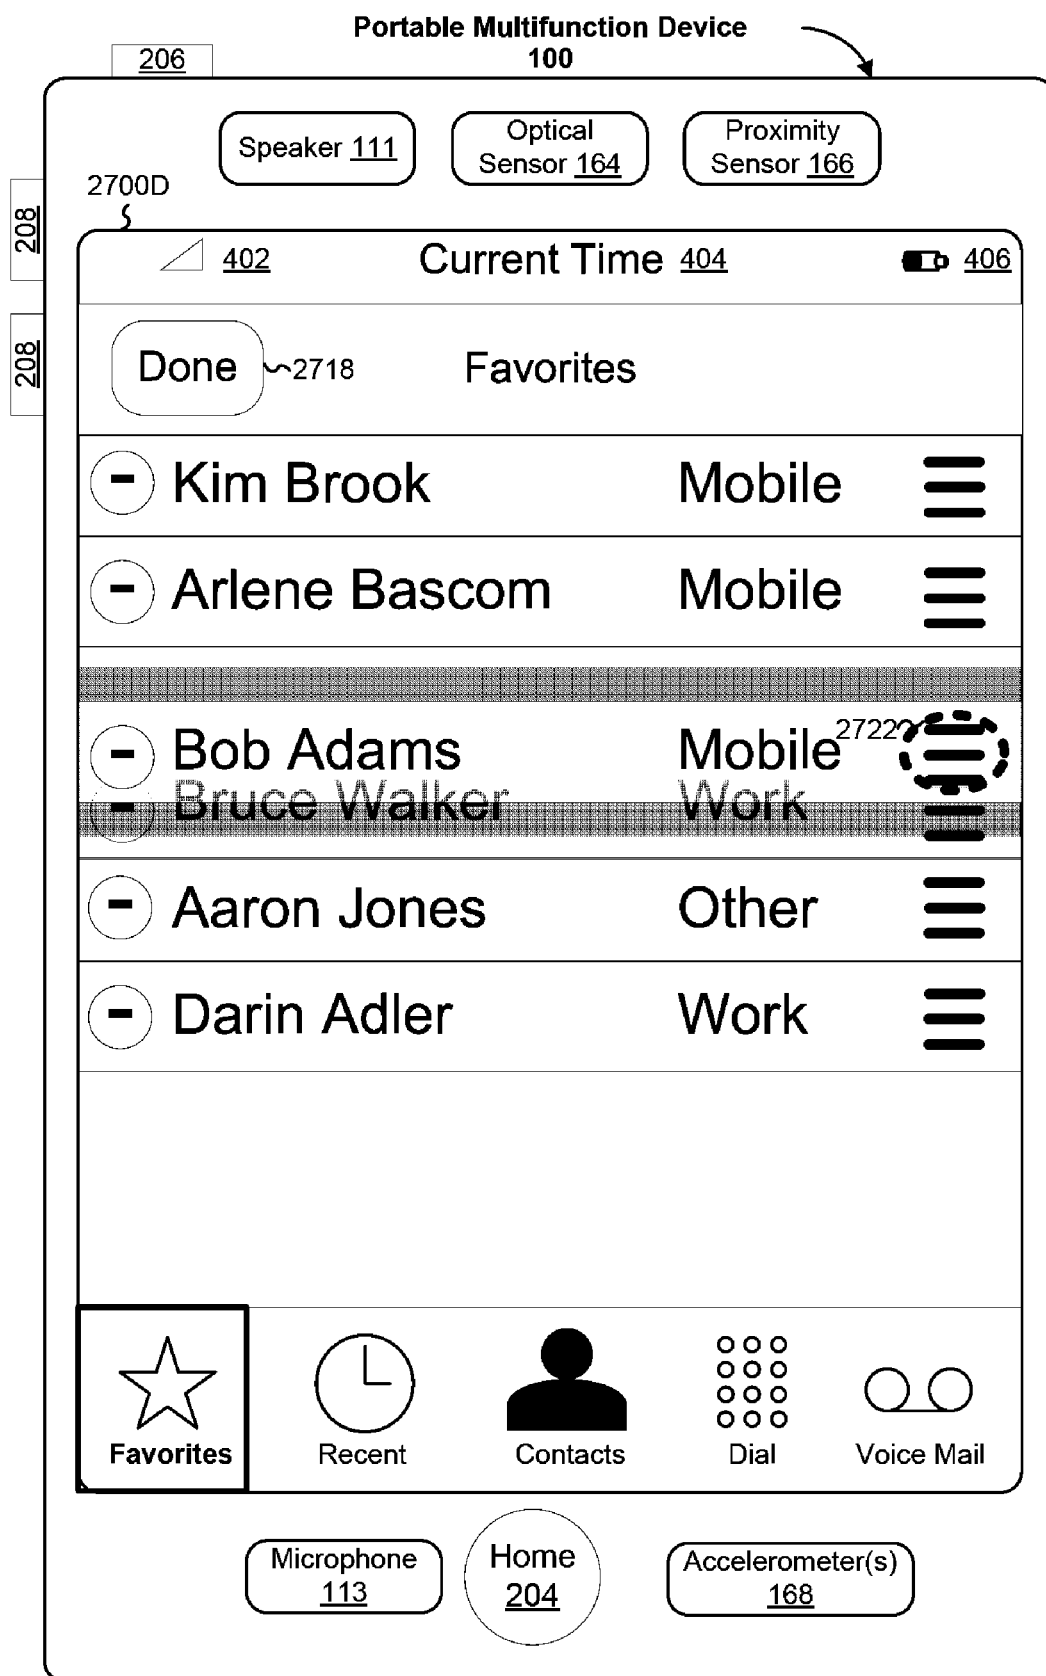 Portable Multifunction Device
100
206
Speaker 111
Optical
Sensor 164
Proximity
Sensor 166
2700D
208
402
Current Time 404
406
208
Done
2718
Favorites
Kim Brook Mobile
Arlene Bascom Mobile
Bob Adams Mobile 2722
Bruce Walker Work
Aaron Jones Other
Darin Adler Work
Favorites
Recent
Contacts
Dial
Voice Mail
Microphone
113
Home
204
Accelerometer(s)
168